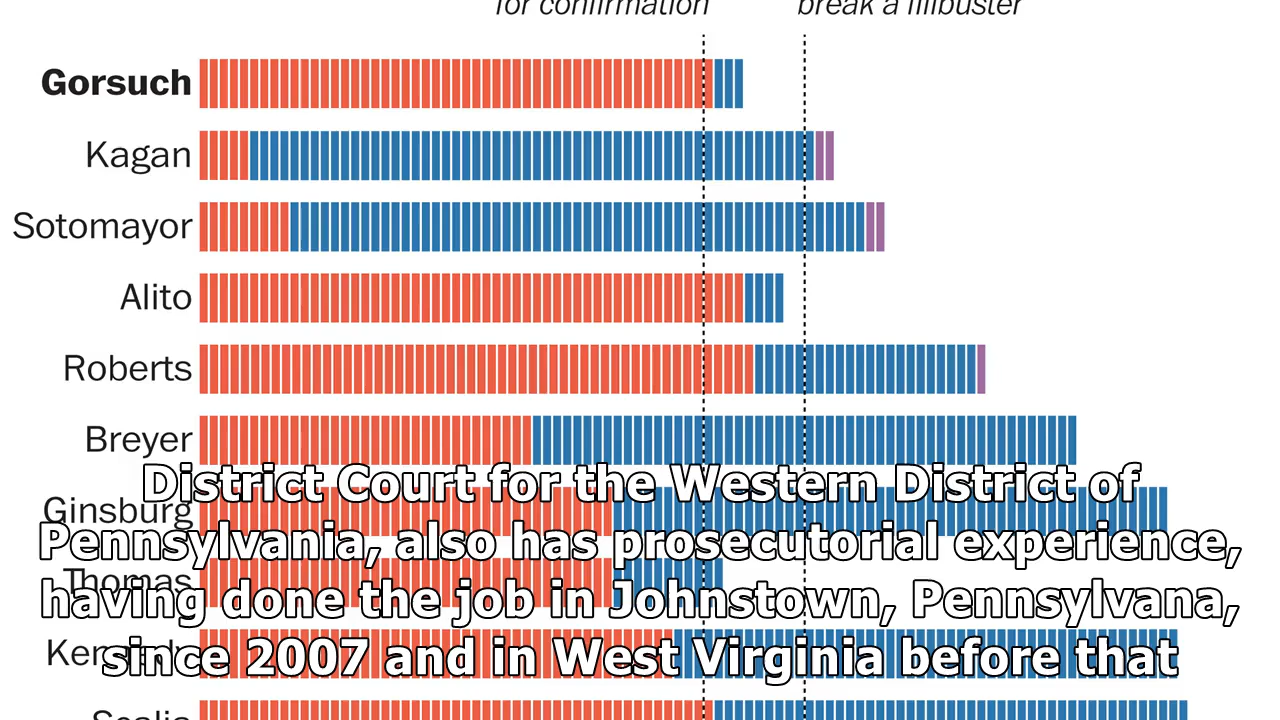 for confirmation
break a filibuster
Gorsuch
Kagan
Sotomayor
Alito
Roberts
Breyer
Ginsburg
Thomas
Scalia
District Court for the Western District of
Pennsylvania, also has prosecutorial experience,
having done the job in Johnstown, Pennsylvana,
since 2007 and in West Virginia before that